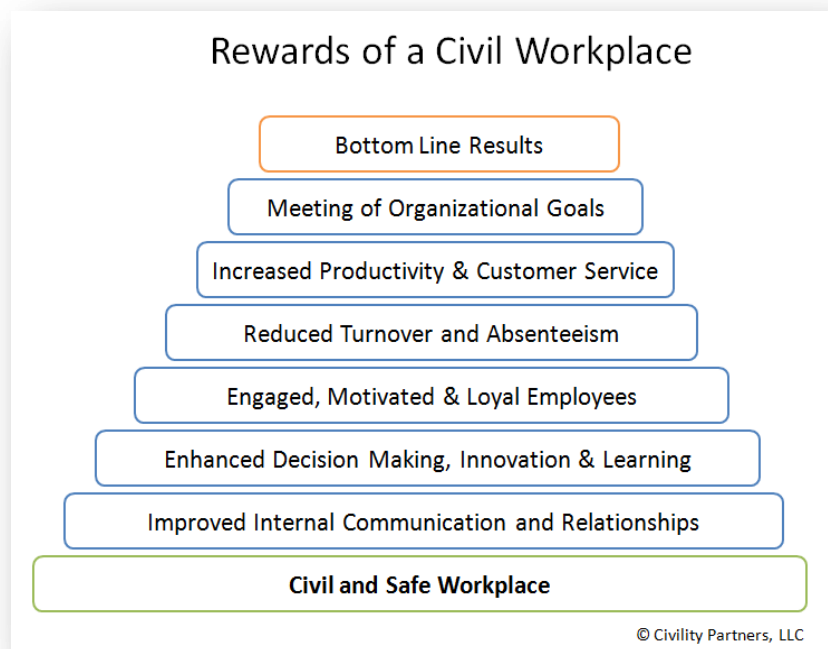 Rewards of a Civil Workplace
Bottom Line Results
Meeting of Organizational Goals
Increased Productivity & Customer Service
Reduced Turnover and Absenteeism
Engaged, Motivated & Loyal Employees
Enhanced Decision Making, Innovation & Learning
Improved Internal Communication and Relationships
Civil and Safe Workplace
© Civility Partners, LLC